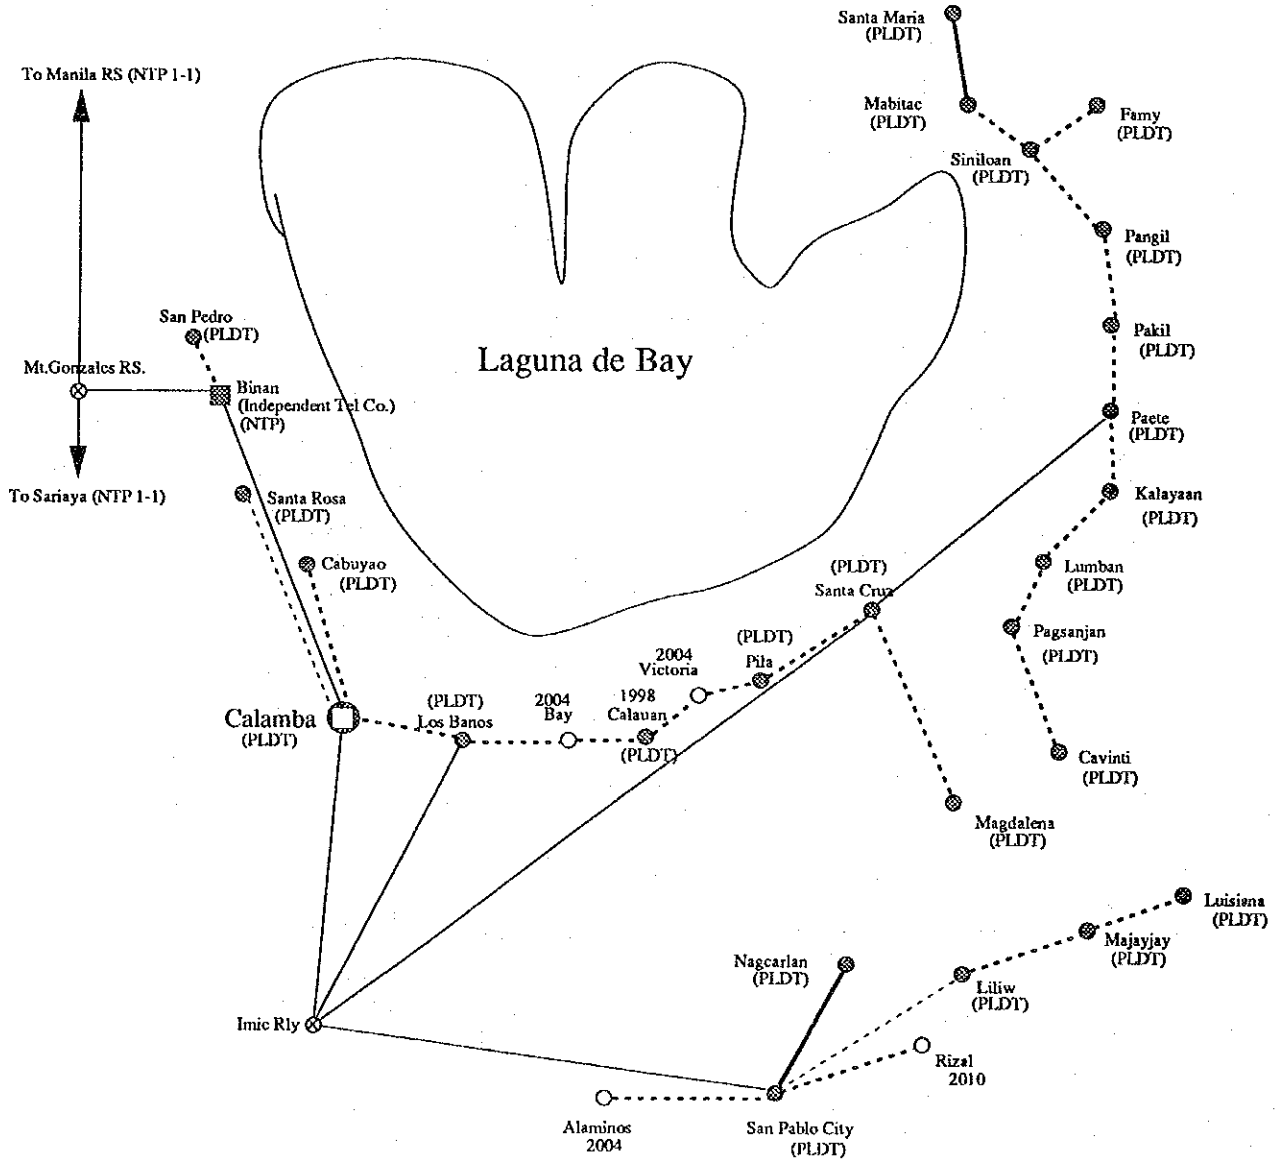 Santa Maria
(PLDT)
To Manila RS (NTP 1-1)
Mabitac
(PLDT)
Famy
(PLDT)
Siniloan
(PLDT)
Pangil
(PLDT)
San Pedro
(PLDT)
Pakil
(PLDT)
Laguna de Bay
Mt.Gonzales RS.
Binan
(Independent Tel Co.)
(NTP)
Paete
(PLDT)
To Sariaya (NTP 1-1)
Santa Rosa
(PLDT)
Kalayaan
(PLDT)
Cabuyao
(PLDT)
(PLDT)
Santa Cruz
Lumban
(PLDT)
Pagsanjan
(PLDT)
(PLDT)
Pila
2004
Victoria
1998
Calauan
(PLDT)
2004
Bay
(PLDT)
Los Banos
Calamba
(PLDT)
Cavinti
(PLDT)
Magdalena
(PLDT)
Luisiana
(PLDT)
Majayjay
(PLDT)
Nagcarlan
(PLDT)
Liliw
(PLDT)
Imic Rly
Rizal
2010
Alaminos
2004
San Pablo City
(PLDT)